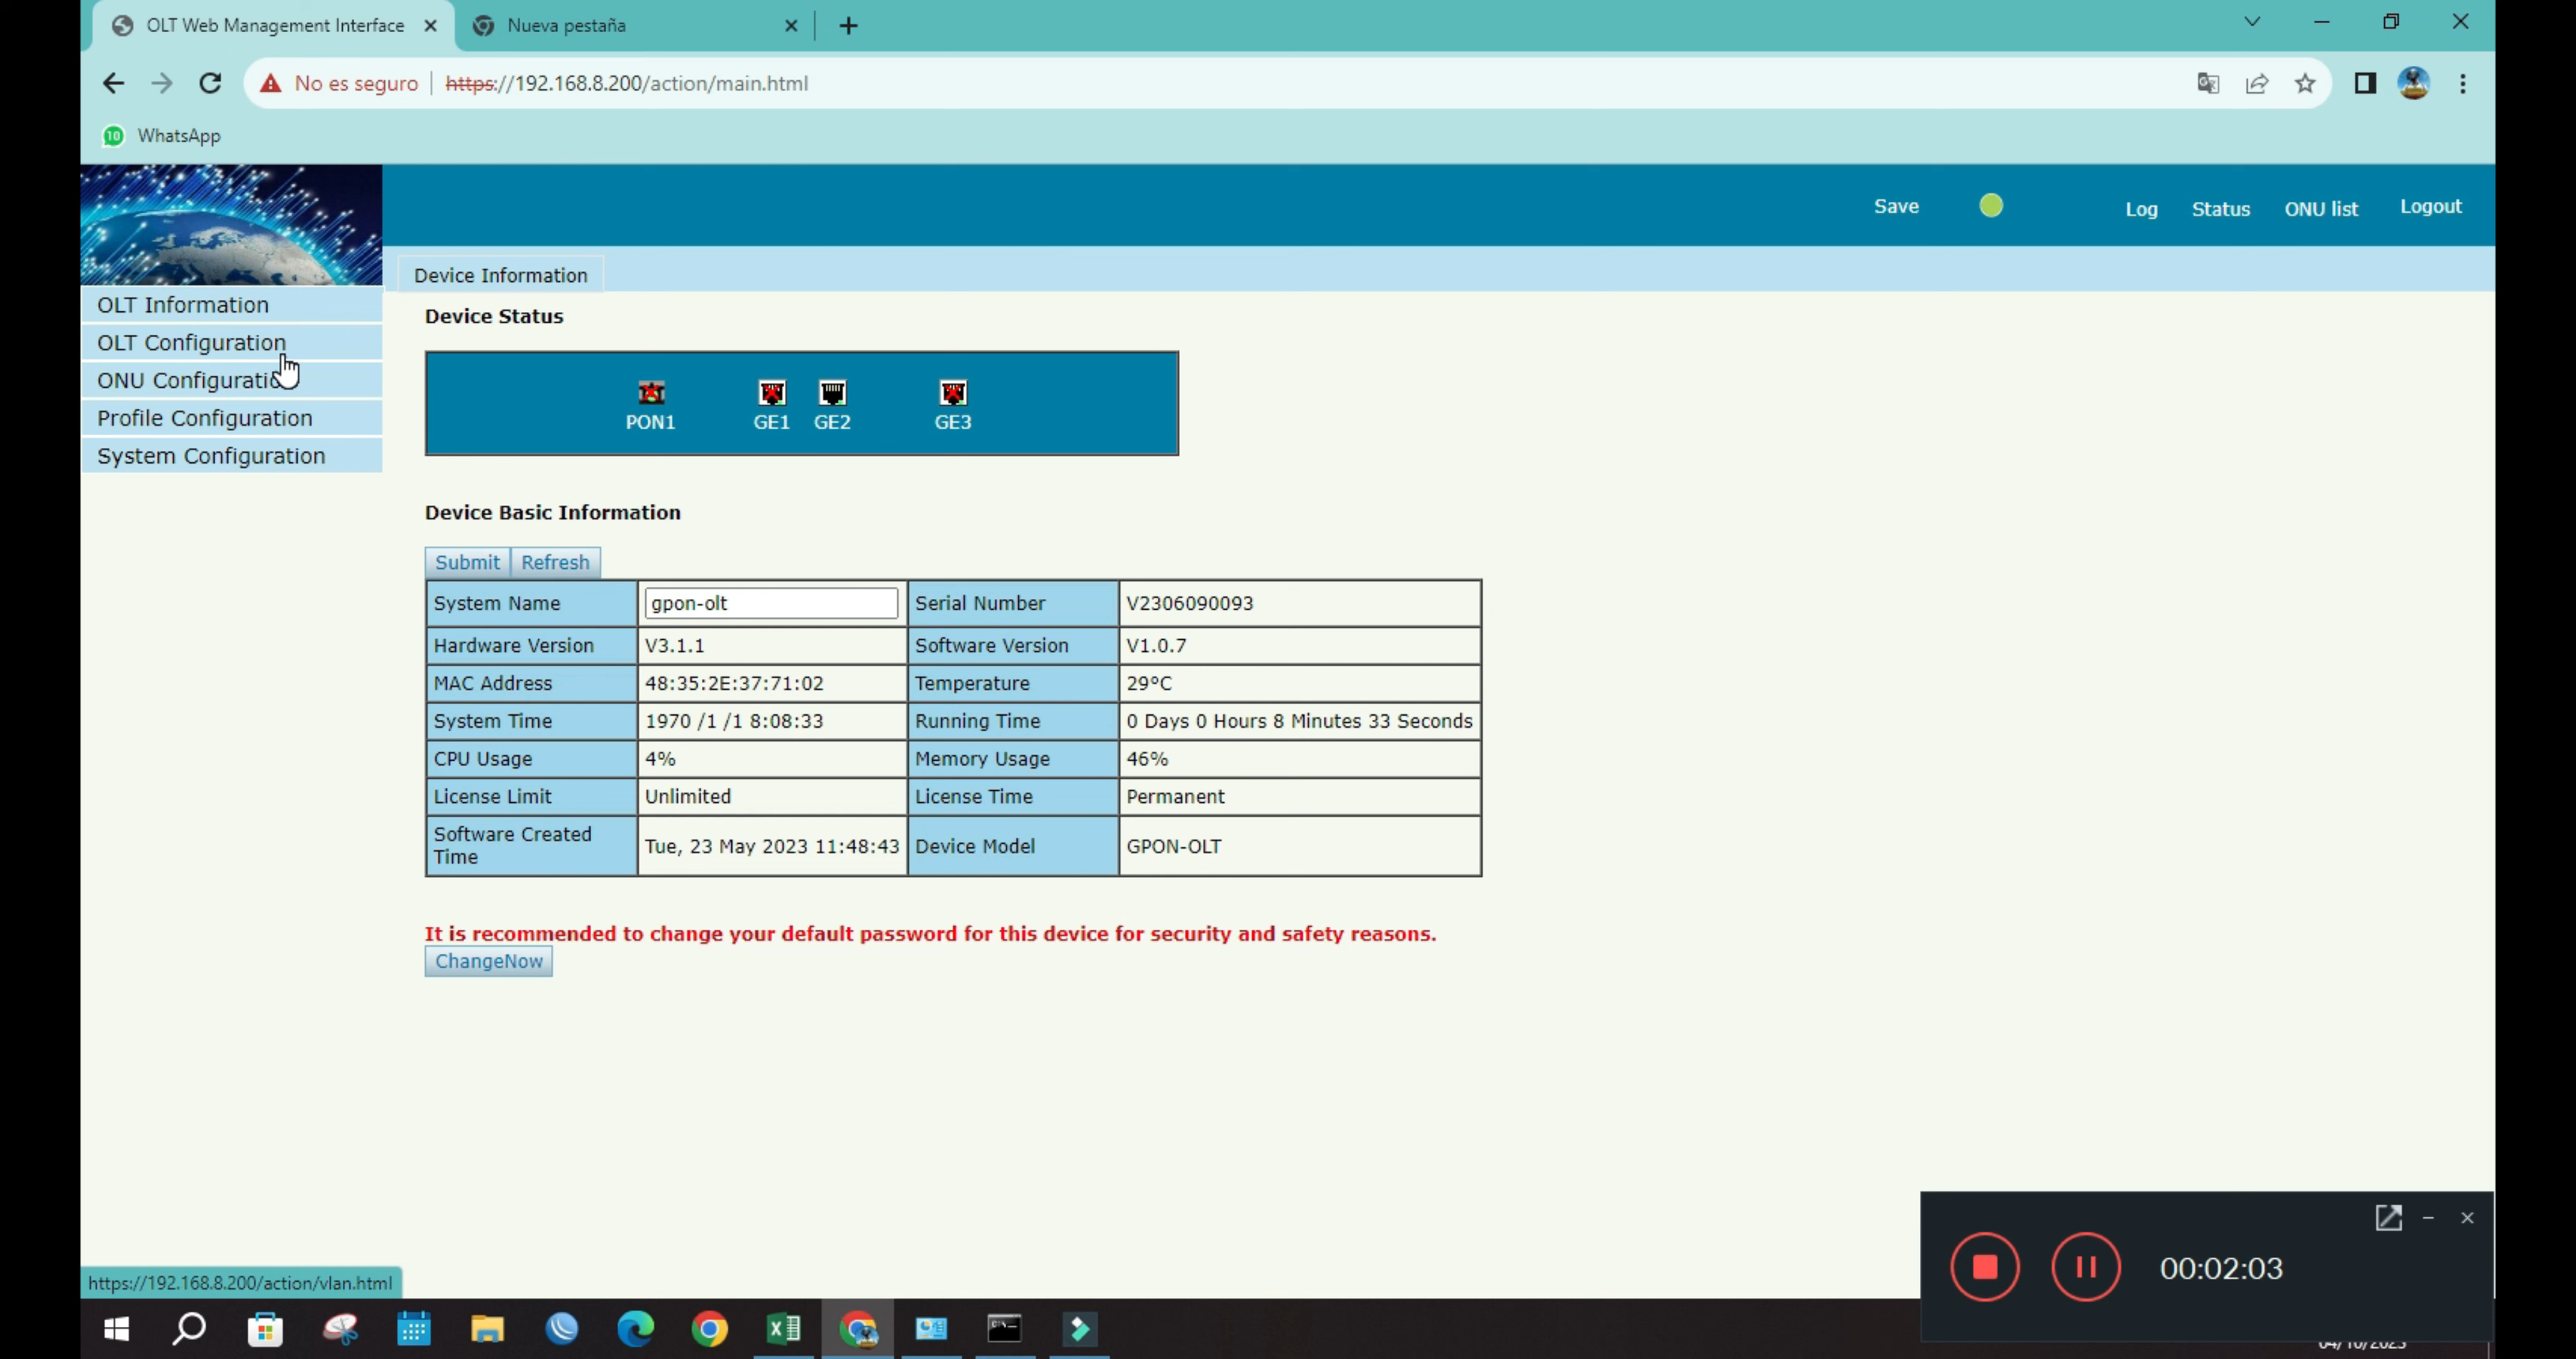 OLT Web Management Interface
Nueva pestaña
No es seguro
https://192.168.8.200/action/main.html
10
WhatsApp
Save
Log
Status
ONU list
Logout
OLT Information
OLT Configuration
ONU Configuratio
Profile Configuration
System Configuration
Device Information
Device Status
PON1
GE1
GE2
GE3
Device Basic Information
Submit
Refresh
System Name gpon-olt Serial Number V2306090093
Hardware Version V3.1.1 Software Version V1.0.7
MAC Address 48:35:2E:37:71:02 Temperature 29°C
System Time 1970 /1 /1 8:08:33 Running Time 0 Days 0 Hours 8 Minutes 33 Seconds
CPU Usage 4% Memory Usage 46%
License Limit Unlimited License Time Permanent
Software Created
Time
Tue, 23 May 2023 11:48:43 Device Model GPON-OLT
It is recommended to change your default password for this device for security and safety reasons.
ChangeNow
00:02:03
https://192.168.8.200/action/vlan.html